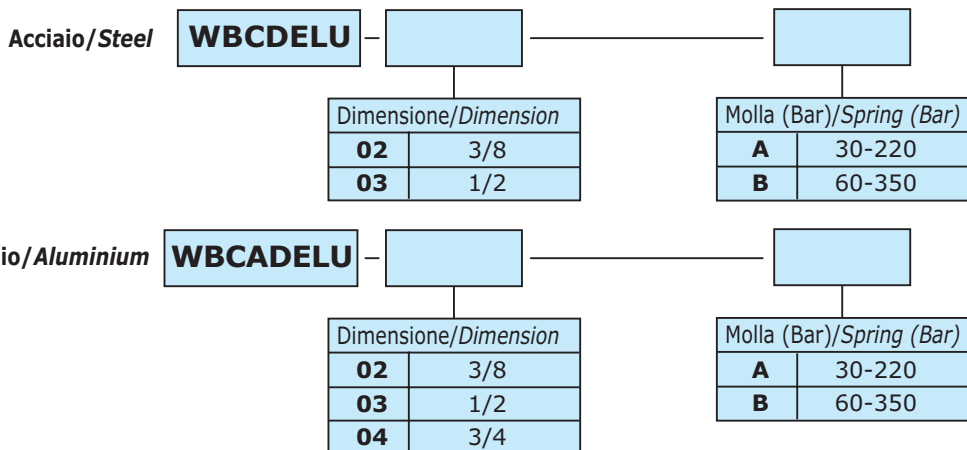 Acciaio/Steel WBCDELU –
Dimensione/Dimension Molla (Bar)/Spring (Bar)
02 3/8 A 30-220
03 1/2 B 60-350
io/Aluminium WBCADELU –
Dimensione/Dimension Molla (Bar)/Spring (Bar)
02 3/8 A 30-220
03 1/2 B 60-350
04 3/4